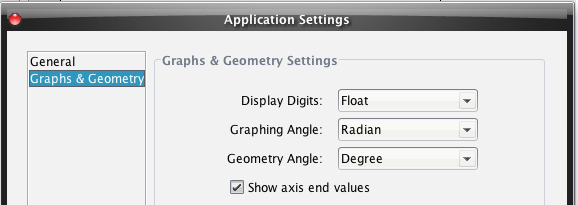 Application Settings
General
Graphs & Geometry
Graphs & Geometry Settings
Display Digits: Float
Graphing Angle: Radian
Geometry Angle: Degree
Show axis end values